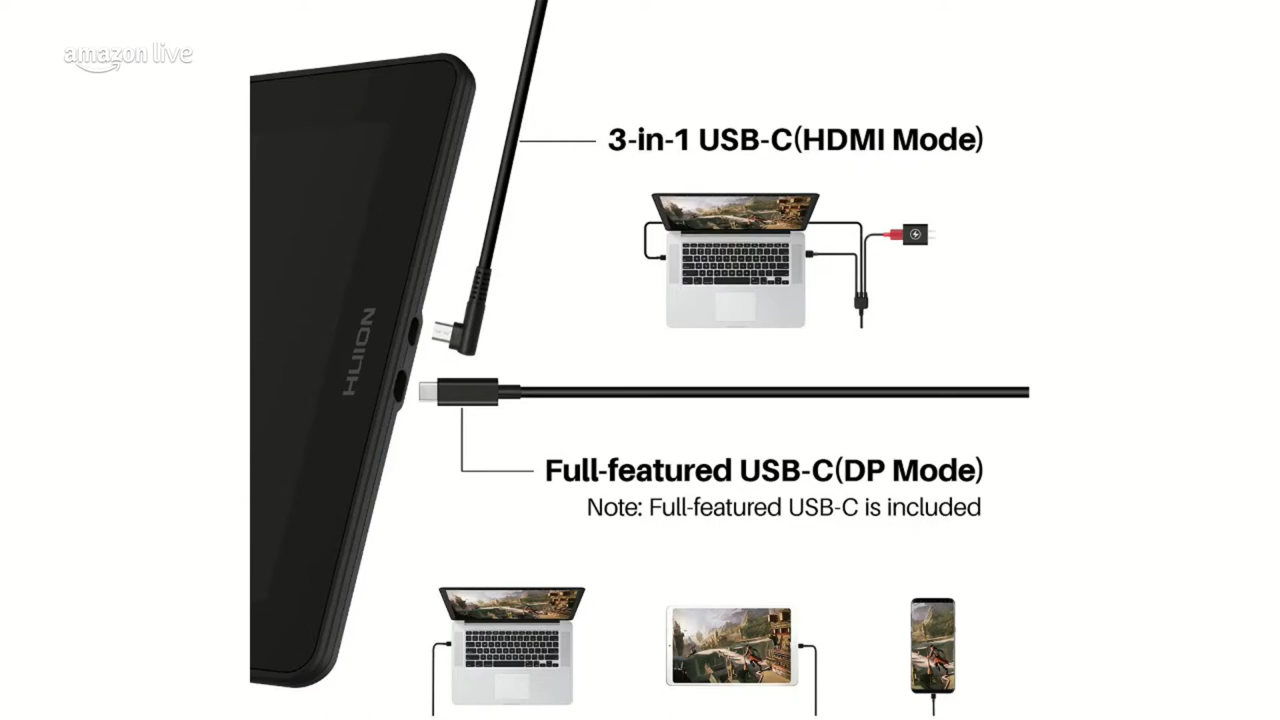 amazon live
3-in-1 USB-C(HDMI Mode)
HUION
Full-featured USB-C(DP Mode)
Note: Full-featured USB-C is included